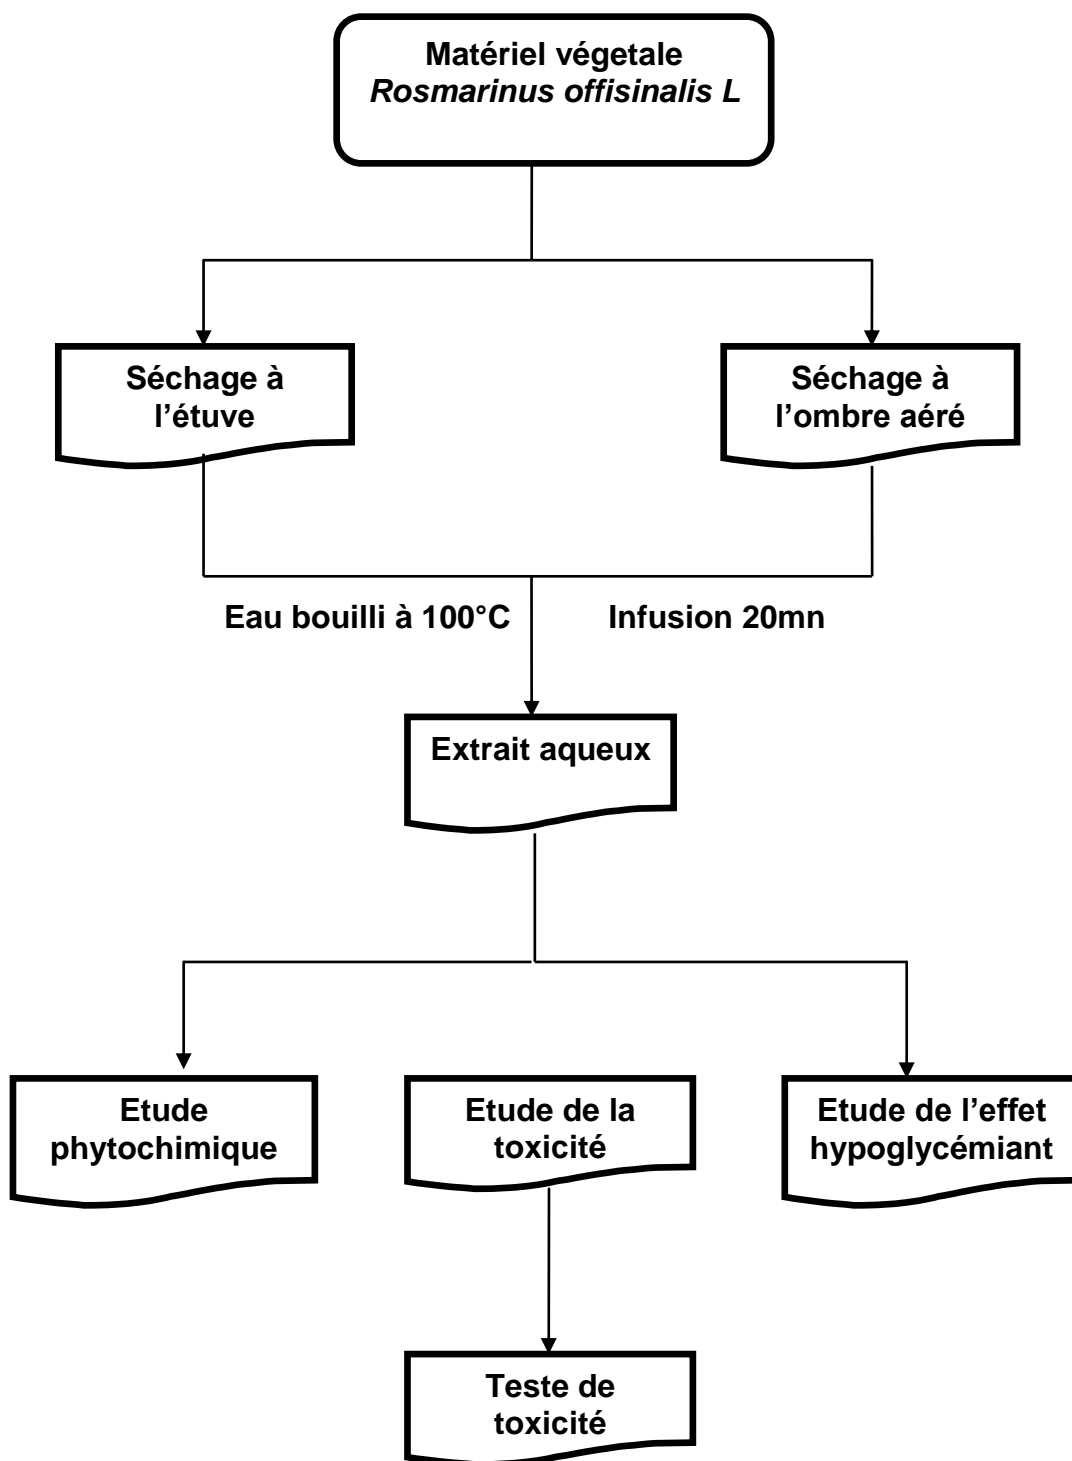 Matériel végetale
Rosmarinus offisinalis L
Séchage à
l’étuve
Séchage à
l’ombre aéré
Eau bouilli à 100°C
Infusion 20mn
Extrait aqueux
Etude
phytochimique
Etude de la
toxicité
Etude de l’effet
hypoglycémiant
Teste de
toxicité